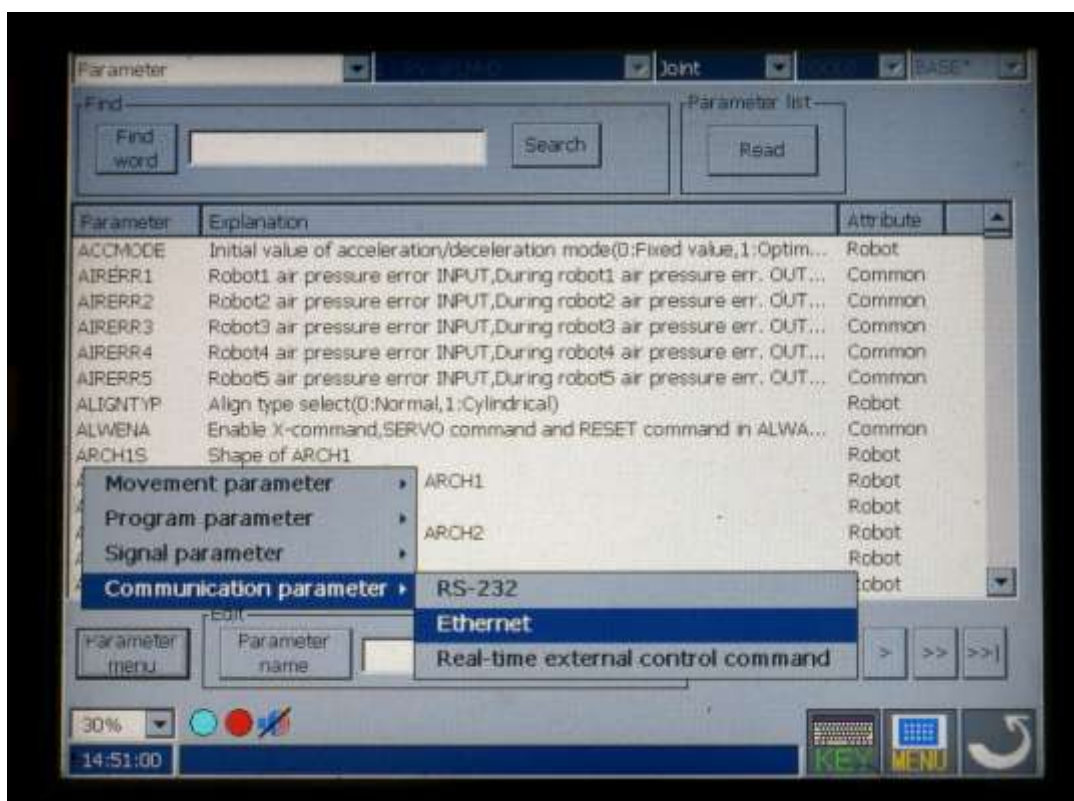 Parameter Joint BASE*
Find
Find word Search
Parameter list
Read
Parameter Explanation Attribute
ACCMODE Initial value of acceleration/deceleration mode(0:Fixed value,1:Optim... Robot
AIRERR1 Robot1 air pressure error INPUT,During robot1 air pressure err. OUT... Common
AIRERR2 Robot2 air pressure error INPUT,During robot2 air pressure err. OUT... Common
AIRERR3 Robot3 air pressure error INPUT,During robot3 air pressure err. OUT... Common
AIRERR4 Robot4 air pressure error INPUT,During robot4 air pressure err. OUT... Common
AIRERR5 Robot5 air pressure error INPUT,During robot5 air pressure err. OUT... Common
ALIGNTYP Align type select(0:Normal,1:Cylindrical) Robot
ALWENA Enable X-command,SERVO command and RESET command in ALWA... Common
ARCH1S Shape of ARCH1 Robot
Movement parameter ARCH1 Robot
Program parameter Robot
ARCH2 Robot
Signal parameter Robot
Communication parameter RS-232 Robot
Ethernet
Real-time external control command
Edit
Parameter menu Parameter name > >> >>|
30%
14:51:00 KEY MENU